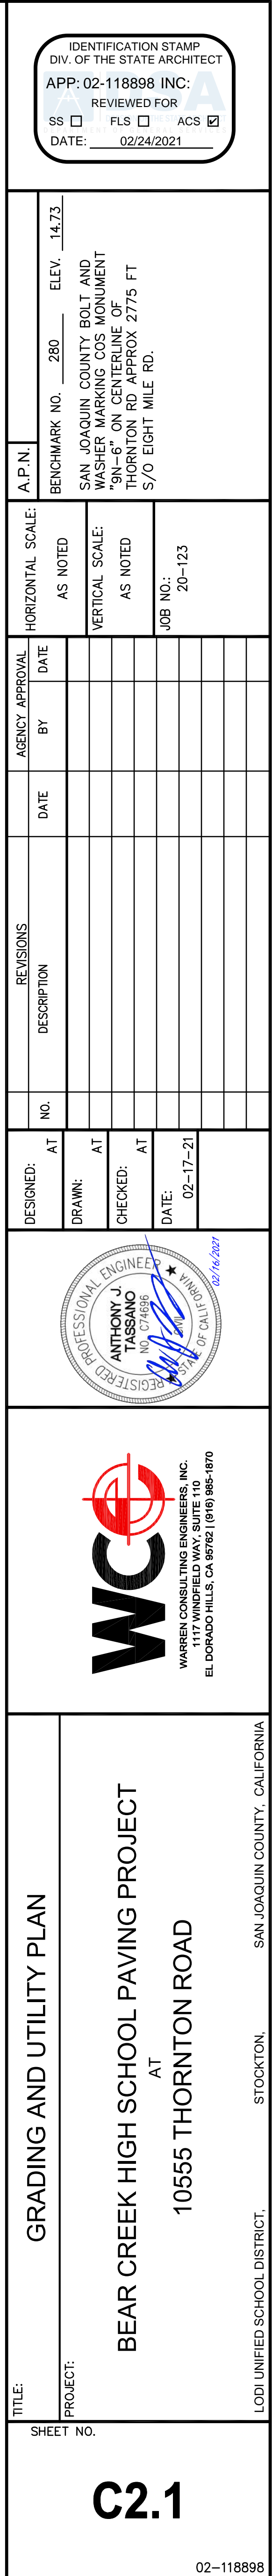 IDENTIFICATION STAMP
DIV. OF THE STATE ARCHITECT
APP: 02-118898 INC:
REVIEWED FOR
SS ☐ FLS ☐ ACS ☑
DATE: 02/24/2021
DSA
DEPARTMENT OF GENERAL SERVICES
A.P.N.
BENCHMARK NO. 280 ELEV. 14.73
SAN JOAQUIN COUNTY BOLT AND
WASHER MARKING COS MONUMENT
"9N-6" ON CENTERLINE OF
THORNTON RD APPROX 2775 FT
S/O EIGHT MILE RD.
HORIZONTAL SCALE:
AS NOTED
VERTICAL SCALE:
AS NOTED
JOB NO.:
20-123
REVISIONS
AGENCY APPROVAL
NO. DESCRIPTION DATE BY DATE
DESIGNED:
AT
DRAWN:
AT
CHECKED:
AT
DATE:
02-17-21
REGISTERED PROFESSIONAL ENGINEER
ANTHONY J.
TASSANO
NO. C74696
CIVIL
STATE OF CALIFORNIA
02/16/2021
wce
WARREN CONSULTING ENGINEERS, INC.
1117 WINDFIELD WAY, SUITE 110
EL DORADO HILLS, CA 95762 | (916) 985-1870
TITLE:
GRADING AND UTILITY PLAN
PROJECT:
BEAR CREEK HIGH SCHOOL PAVING PROJECT
AT
10555 THORNTON ROAD
LODI UNIFIED SCHOOL DISTRICT, STOCKTON, SAN JOAQUIN COUNTY, CALIFORNIA
SHEET NO.
C2.1
02-118898